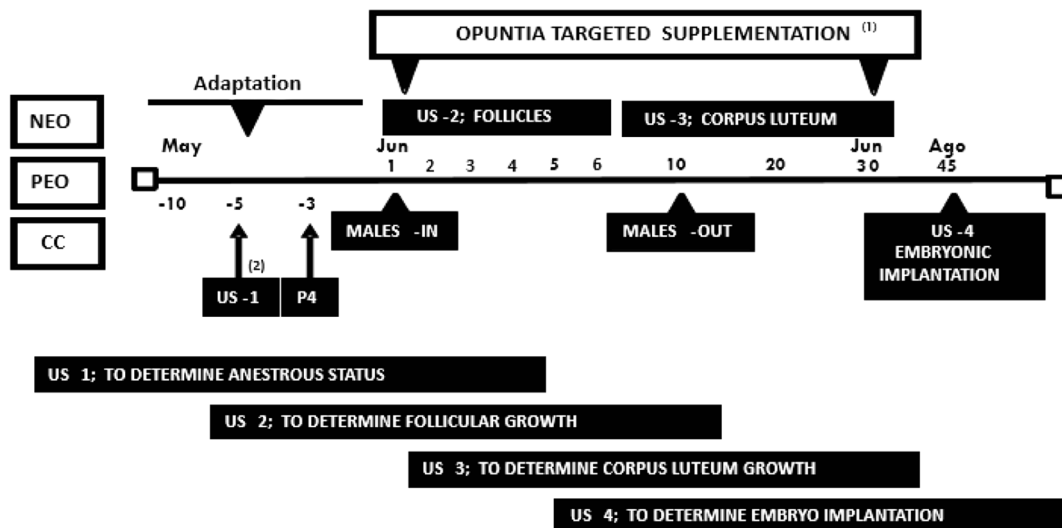 OPUNTIA TARGETED SUPPLEMENTATION (1)
Adaptation
NEO
US -2; FOLLICLES
US -3; CORPUS LUTEUM
May
Jun
Jun
Ago
PEO
1 2 3 4 5 6 10 20 30 45
-10 -5 -3
CC
MALES -IN
MALES -OUT
US -4
EMBRYONIC
IMPLANTATION
(2)
US -1
P4
US 1; TO DETERMINE ANESTROUS STATUS
US 2; TO DETERMINE FOLLICULAR GROWTH
US 3; TO DETERMINE CORPUS LUTEUM GROWTH
US 4; TO DETERMINE EMBRYO IMPLANTATION